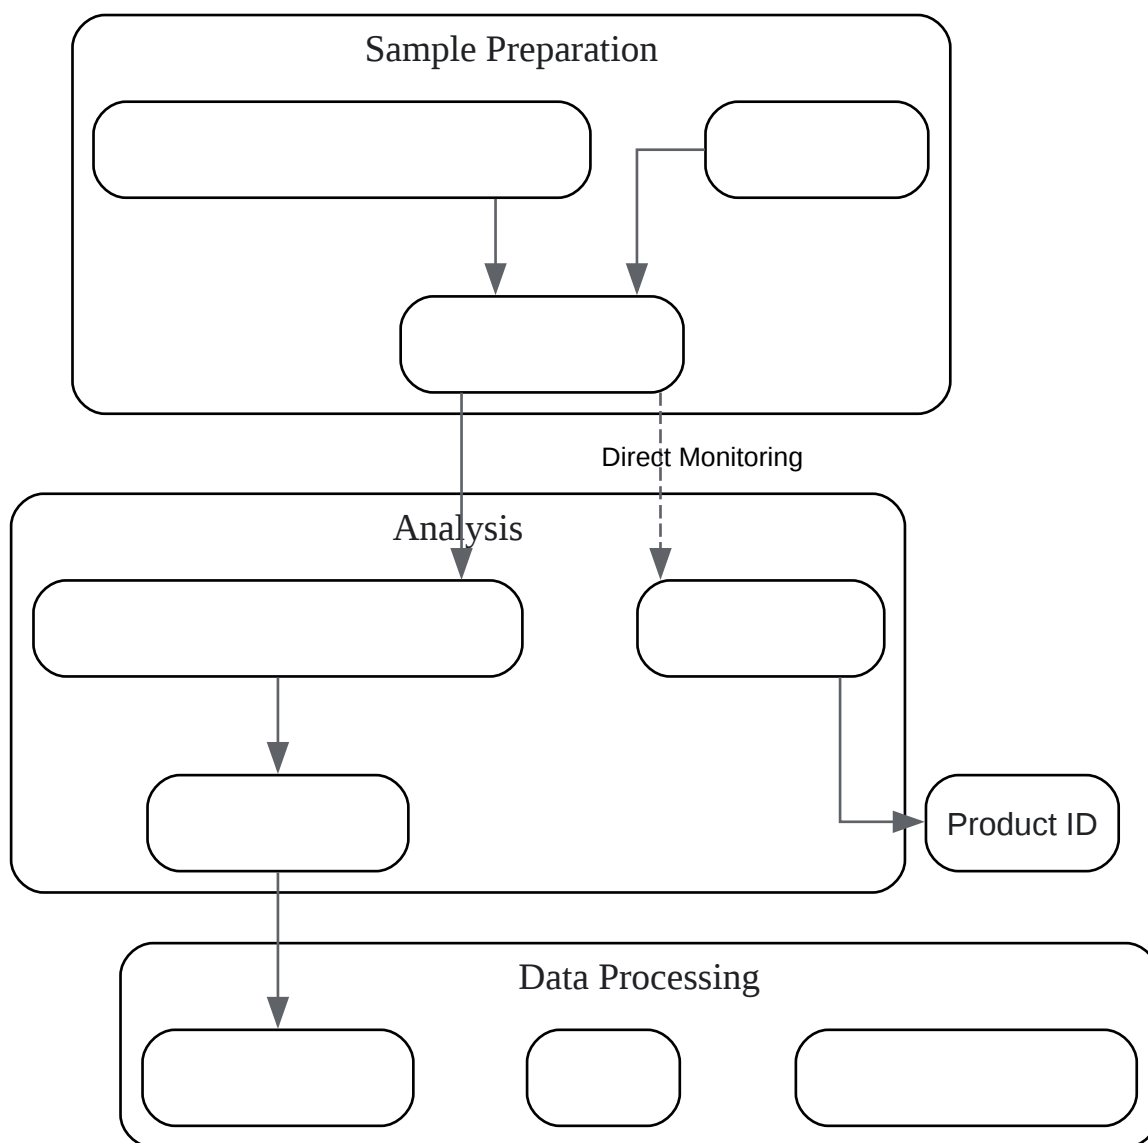 Sample Preparation
Direct Monitoring
Analysis
Product ID
Data Processing